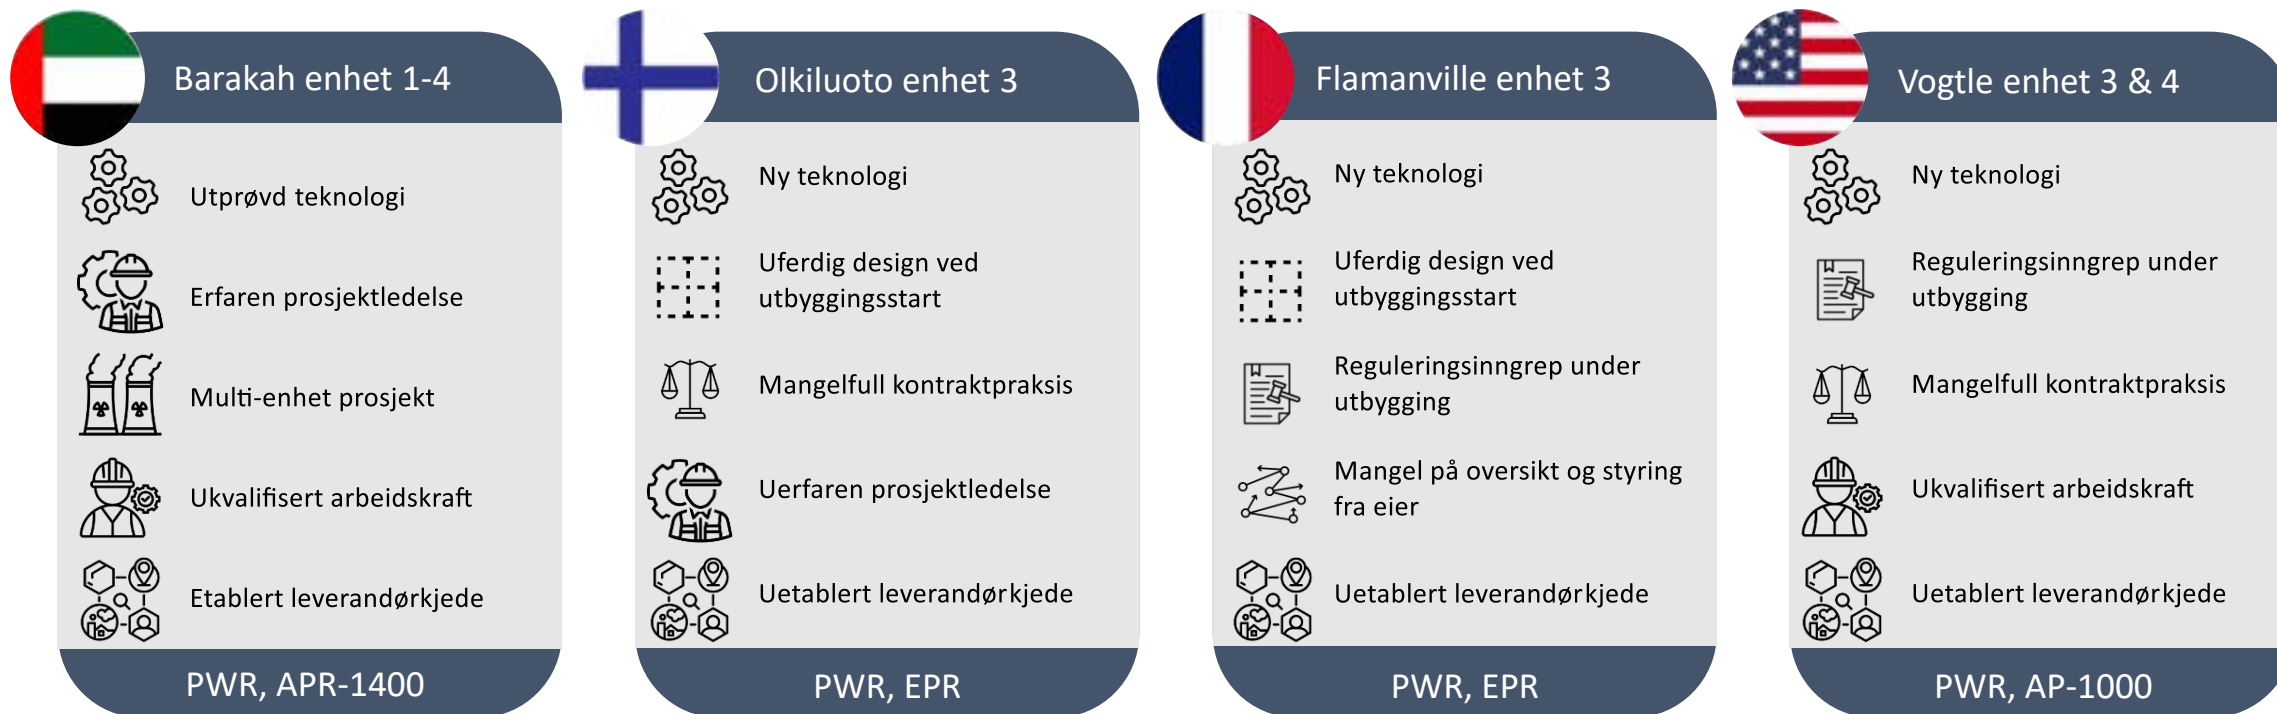 Barakah enhet 1-4
Utprøvd teknologi
Erfaren prosjektledelse
Multi-enhet prosjekt
Ukvalifisert arbeidskraft
Etablert leverandørkjede
PWR, APR-1400
Olkiluoto enhet 3
Ny teknologi
Uferdig design ved
utbyggingsstart
Mangelfull kontraktpraksis
Uerfaren prosjektledelse
Uetablert leverandørkjede
PWR, EPR
Flamanville enhet 3
Ny teknologi
Uferdig design ved
utbyggingsstart
Reguleringsinngrep under
utbygging
Mangel på oversikt og styring
fra eier
Uetablert leverandørkjede
PWR, EPR
Vogtle enhet 3 & 4
Ny teknologi
Reguleringsinngrep under
utbygging
Mangelfull kontraktpraksis
Ukvalifisert arbeidskraft
Uetablert leverandørkjede
PWR, AP-1000